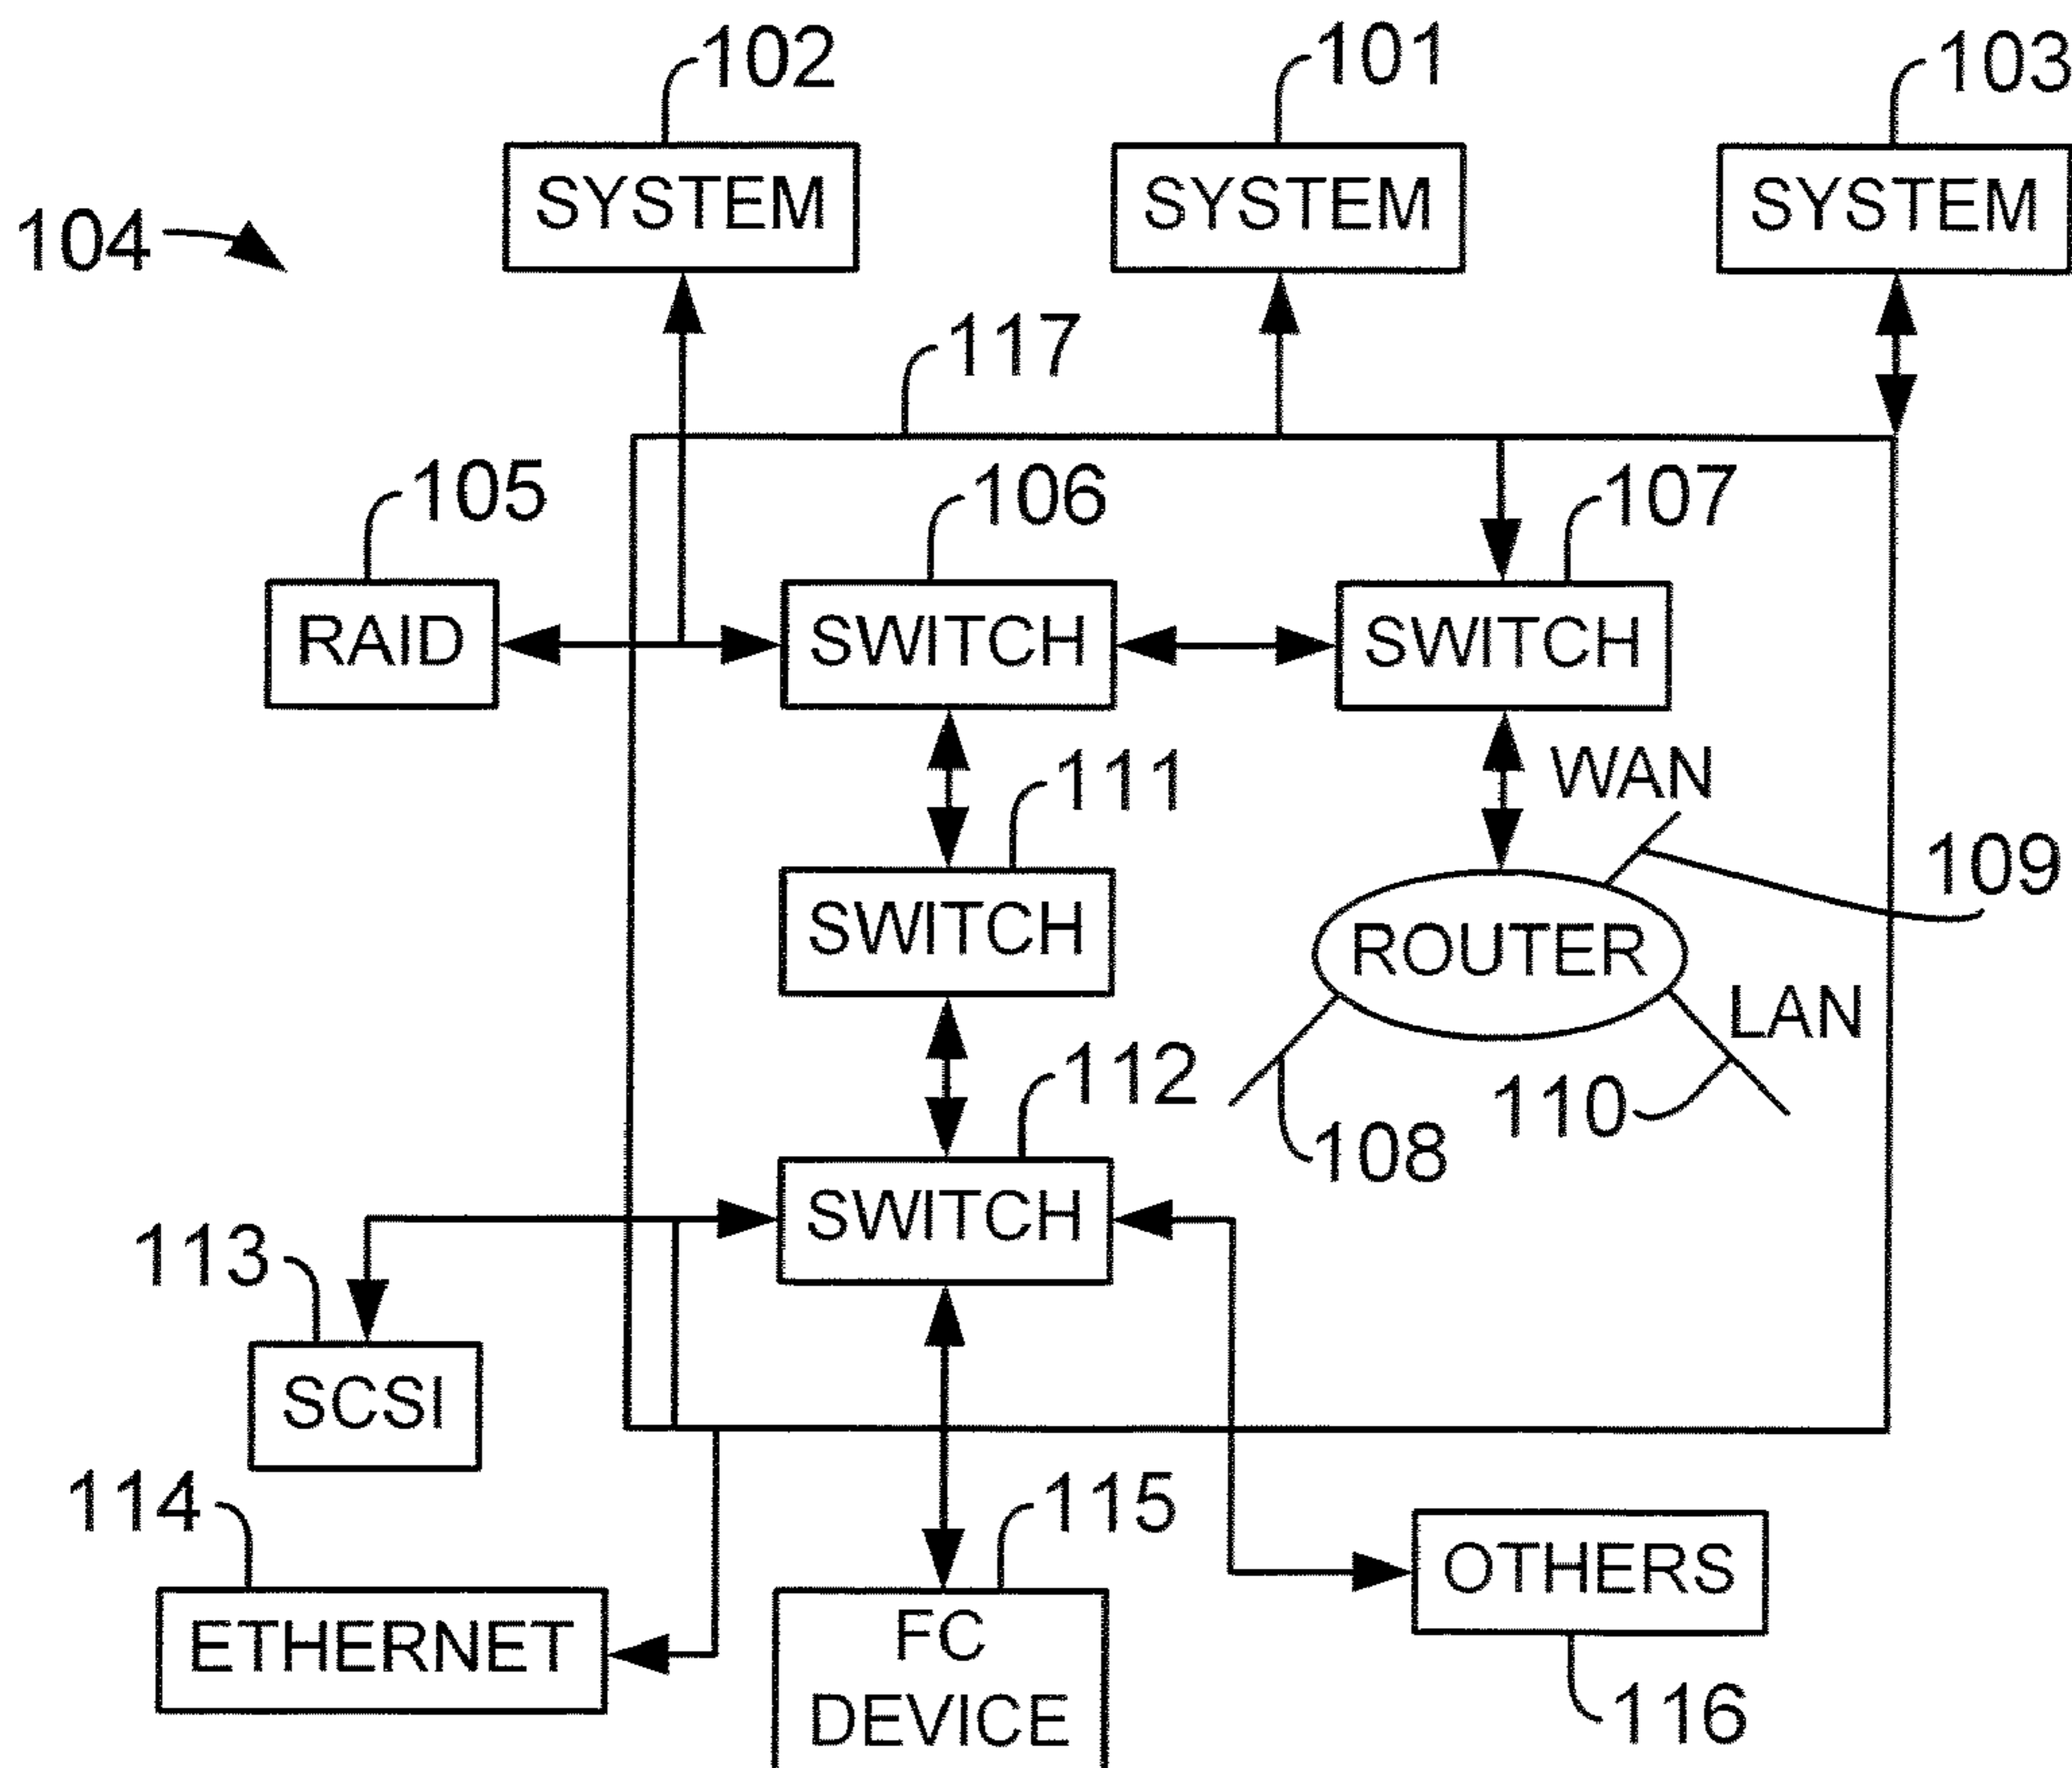 102
101
103
SYSTEM
SYSTEM
SYSTEM
104
117
105
106
107
RAID
SWITCH
SWITCH
111
WAN
109
SWITCH
ROUTER
LAN
112
110
108
SWITCH
113
SCSI
114
115
OTHERS
ETHERNET
FC
DEVICE
116